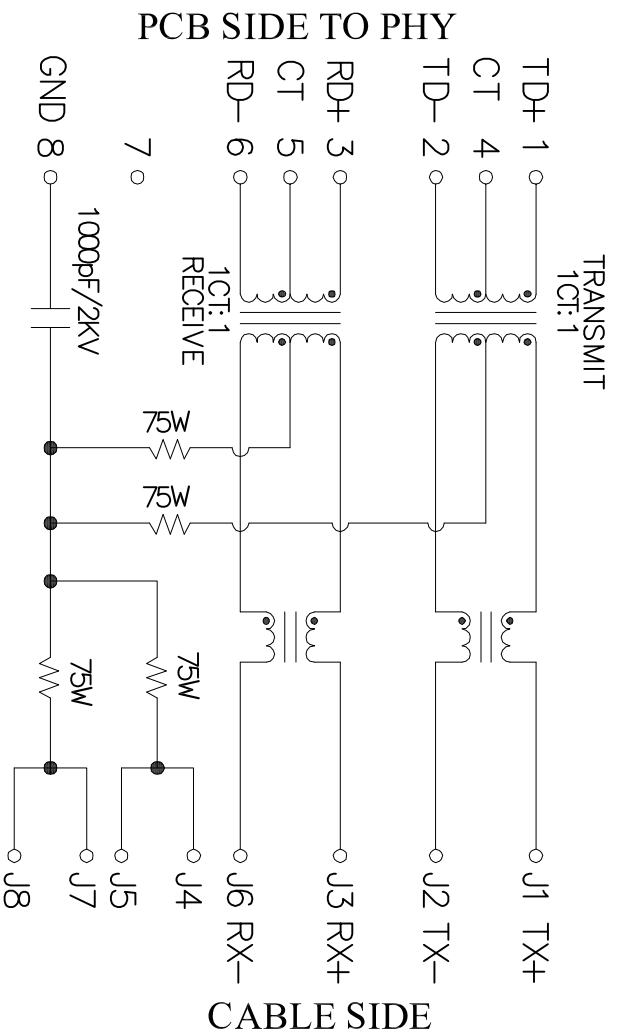 PCB SIDE TO PHY
GND 8
7
RD- 6
CT 5
RD+ 3
TD- 2
CT 4
TD+ 1
1000pF/2KV
1CT:1
RECEIVE
TRANSMIT
1CT:1
75W
75W
75W
75W
J8
J7
J5
J4
J6 RX-
J3 RX+
J2 TX-
J1 TX+
CABLE SIDE